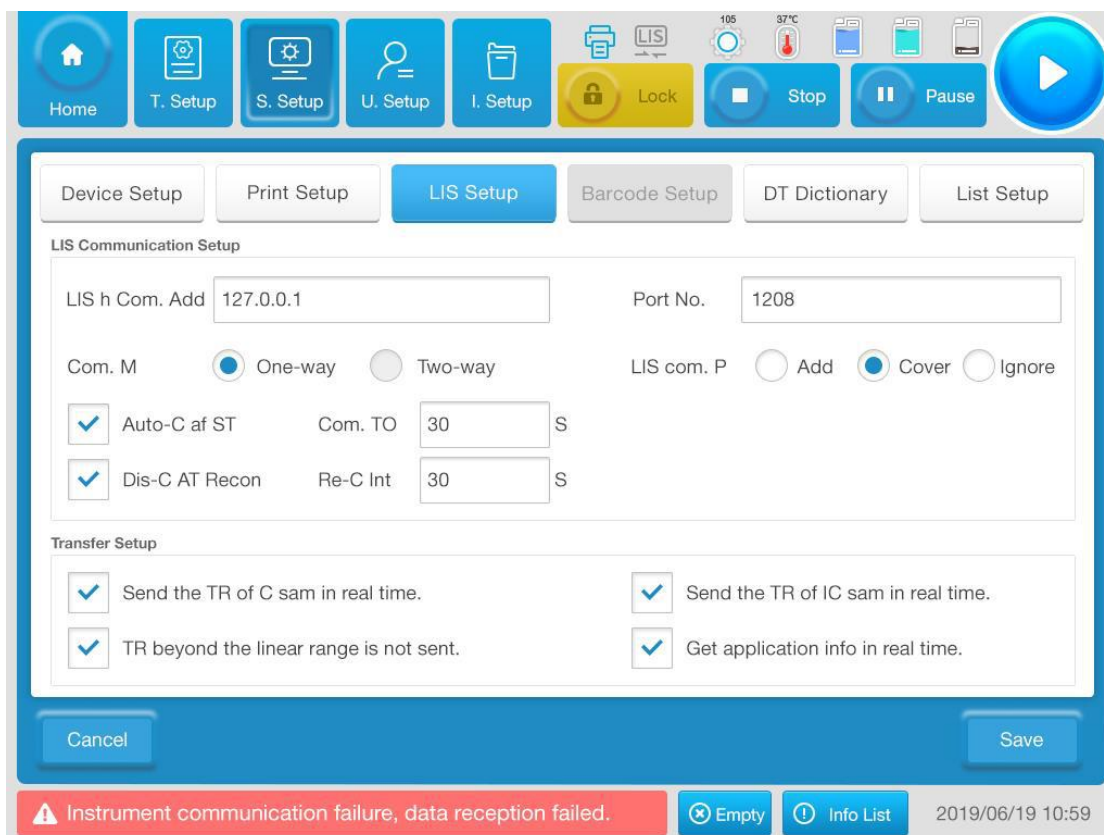 105 37℃
LIS
Home T. Setup S. Setup U. Setup I. Setup Lock Stop Pause
Device Setup Print Setup LIS Setup Barcode Setup DT Dictionary List Setup
LIS Communication Setup
LIS h Com. Add 127.0.0.1 Port No. 1208
Com. M One-way Two-way LIS com. P Add Cover Ignore
Auto-C af ST Com. TO 30 S
Dis-C AT Recon Re-C Int 30 S
Transfer Setup
Send the TR of C sam in real time. Send the TR of IC sam in real time.
TR beyond the linear range is not sent. Get application info in real time.
Cancel Save
Instrument communication failure, data reception failed. Empty Info List 2019/06/19 10:59